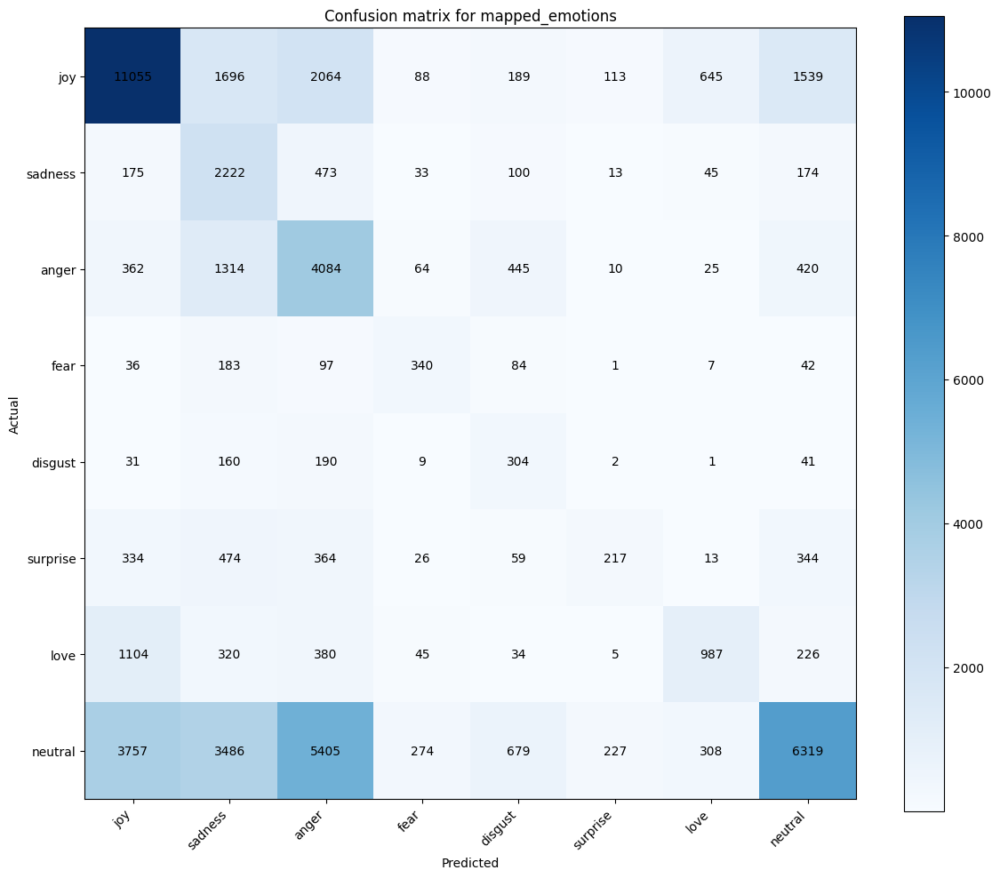 Confusion matrix for mapped_emotions
joy 11055 1696 2064 88 189 113 645 1539
sadness 175 2222 473 33 100 13 45 174
anger 362 1314 4084 64 445 10 25 420
fear 36 183 97 340 84 1 7 42
disgust 31 160 190 9 304 2 1 41
surprise 334 474 364 26 59 217 13 344
love 1104 320 380 45 34 5 987 226
neutral 3757 3486 5405 274 679 227 308 6319
Actual
joy sadness anger fear disgust surprise love neutral
Predicted
10000
8000
6000
4000
2000